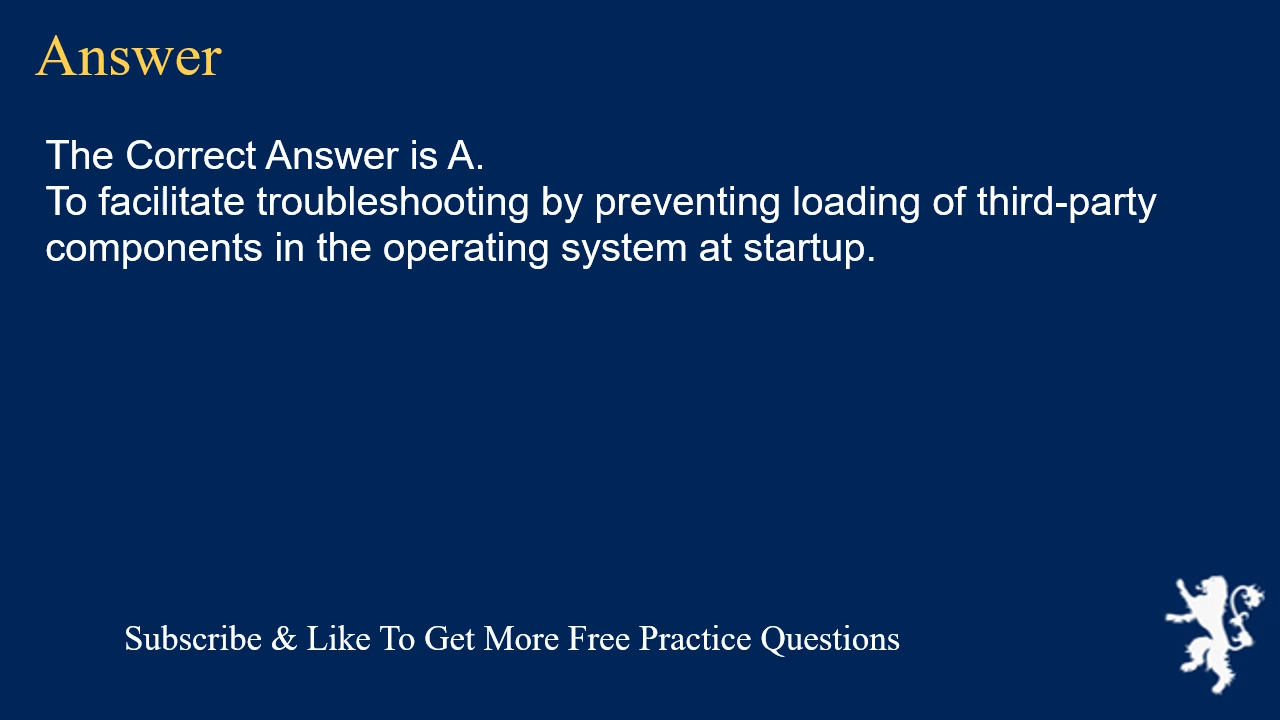 Answer
The Correct Answer is A.
To facilitate troubleshooting by preventing loading of third-party
components in the operating system at startup.
Subscribe & Like To Get More Free Practice Questions